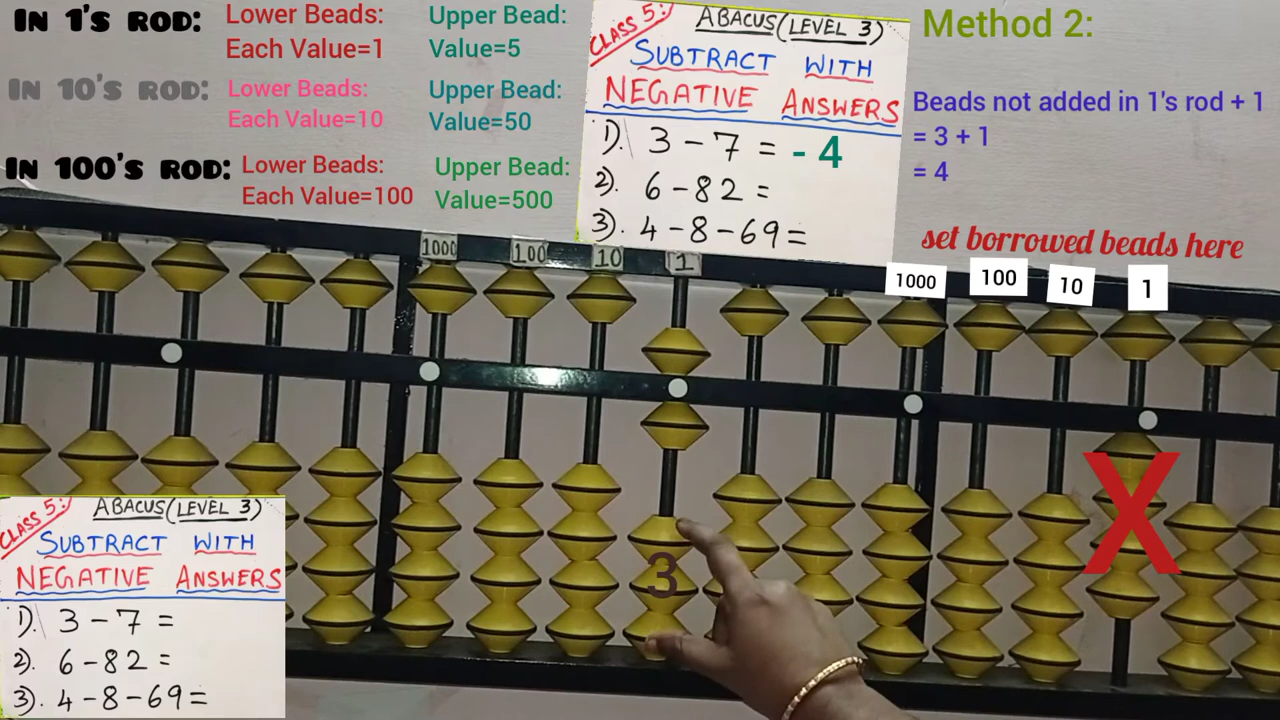 In 1's rod:
Lower Beads:
Each Value=1
Upper Bead:
Value=5
In 10's rod:
Lower Beads:
Each Value=10
Upper Bead:
Value=50
In 100's rod:
Lower Beads:
Each Value=100
Upper Bead:
Value=500
CLASS 5:
ABACUS(LEVEL 3)
SUBTRACT WITH
NEGATIVE ANSWERS
1). 3-7= - 4
2). 6-82=
3). 4-8-69=
Method 2:
Beads not added in 1's rod + 1
= 3 + 1
= 4
set borrowed beads here
1000 100 10 1
1000 100 10 1
X
3
CLASS 5:
ABACUS(LEVEL 3)
SUBTRACT WITH
NEGATIVE ANSWERS
1). 3-7=
2). 6-82=
3). 4-8-69=